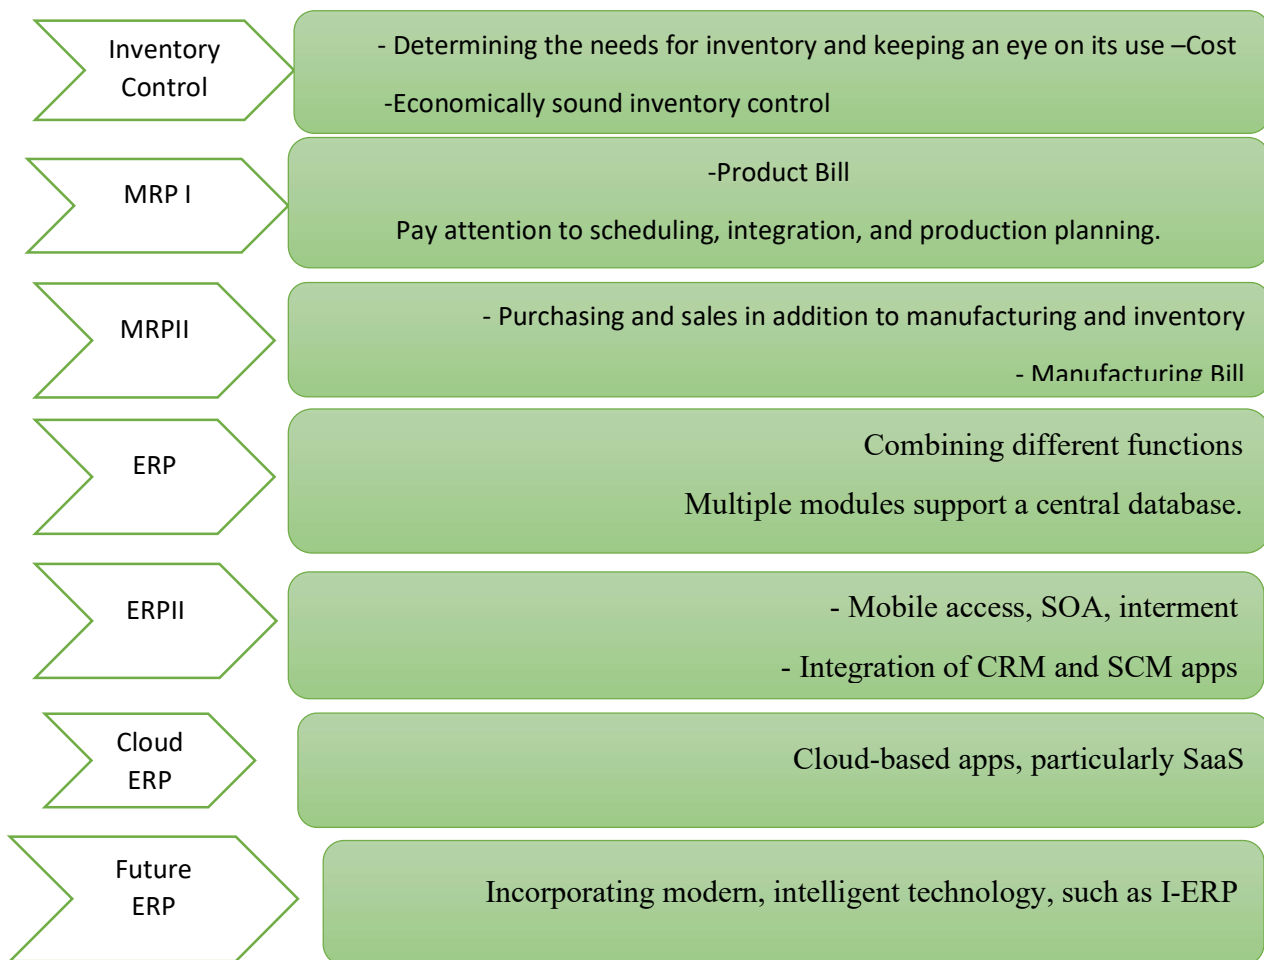 Inventory
Control
- Determining the needs for inventory and keeping an eye on its use –Cost
-Economically sound inventory control
MRP I
-Product Bill
Pay attention to scheduling, integration, and production planning.
MRPII
- Purchasing and sales in addition to manufacturing and inventory
- Manufacturing Bill
ERP
Combining different functions
Multiple modules support a central database.
ERPII
- Mobile access, SOA, interment
- Integration of CRM and SCM apps
Cloud
ERP
Cloud-based apps, particularly SaaS
Future
ERP
Incorporating modern, intelligent technology, such as I-ERP